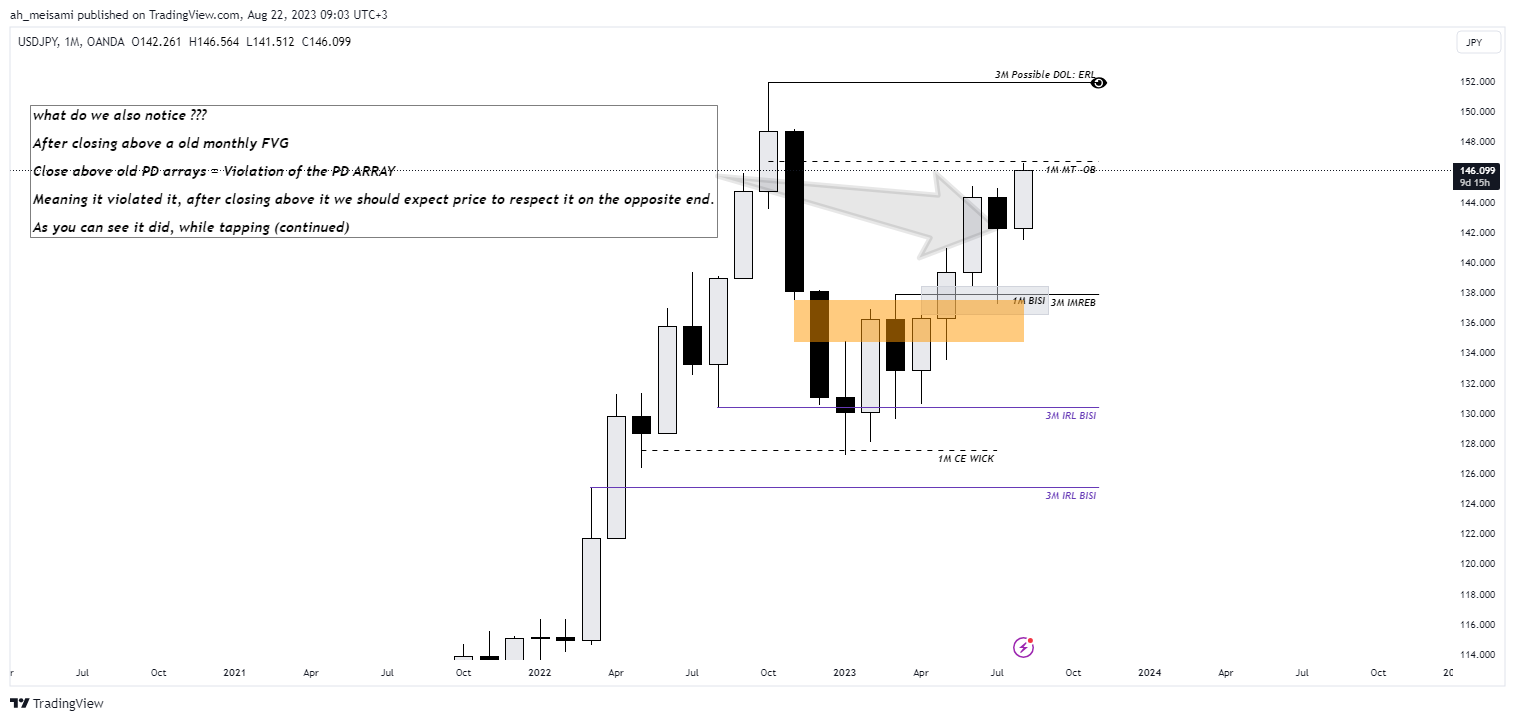 ah_meisami published on TradingView.com, Aug 22, 2023 09:03 UTC+3
USDJPY, 1M, OANDA O142.261 H146.564 L141.512 C146.099
JPY
3M Possible DOL: ERL
152.000
what do we also notice ???
150.000
After closing above a old monthly FVG
148.000
Close above old PD arrays = Violation of the PD ARRAY
1M MT -OB
146.099
9d 15h
Meaning it violated it, after closing above it we should expect price to respect it on the opposite end.
144.000
As you can see it did, while tapping (continued)
142.000
140.000
138.000
1M BISI
3M IMREB
136.000
134.000
132.000
130.000
3M IRL BISI
128.000
1M CE WICK
126.000
3M IRL BISI
124.000
122.000
120.000
118.000
116.000
114.000
r Jul Oct 2021 Apr Jul Oct 2022 Apr Jul Oct 2023 Apr Jul Oct 2024 Apr Jul Oct 20
TradingView